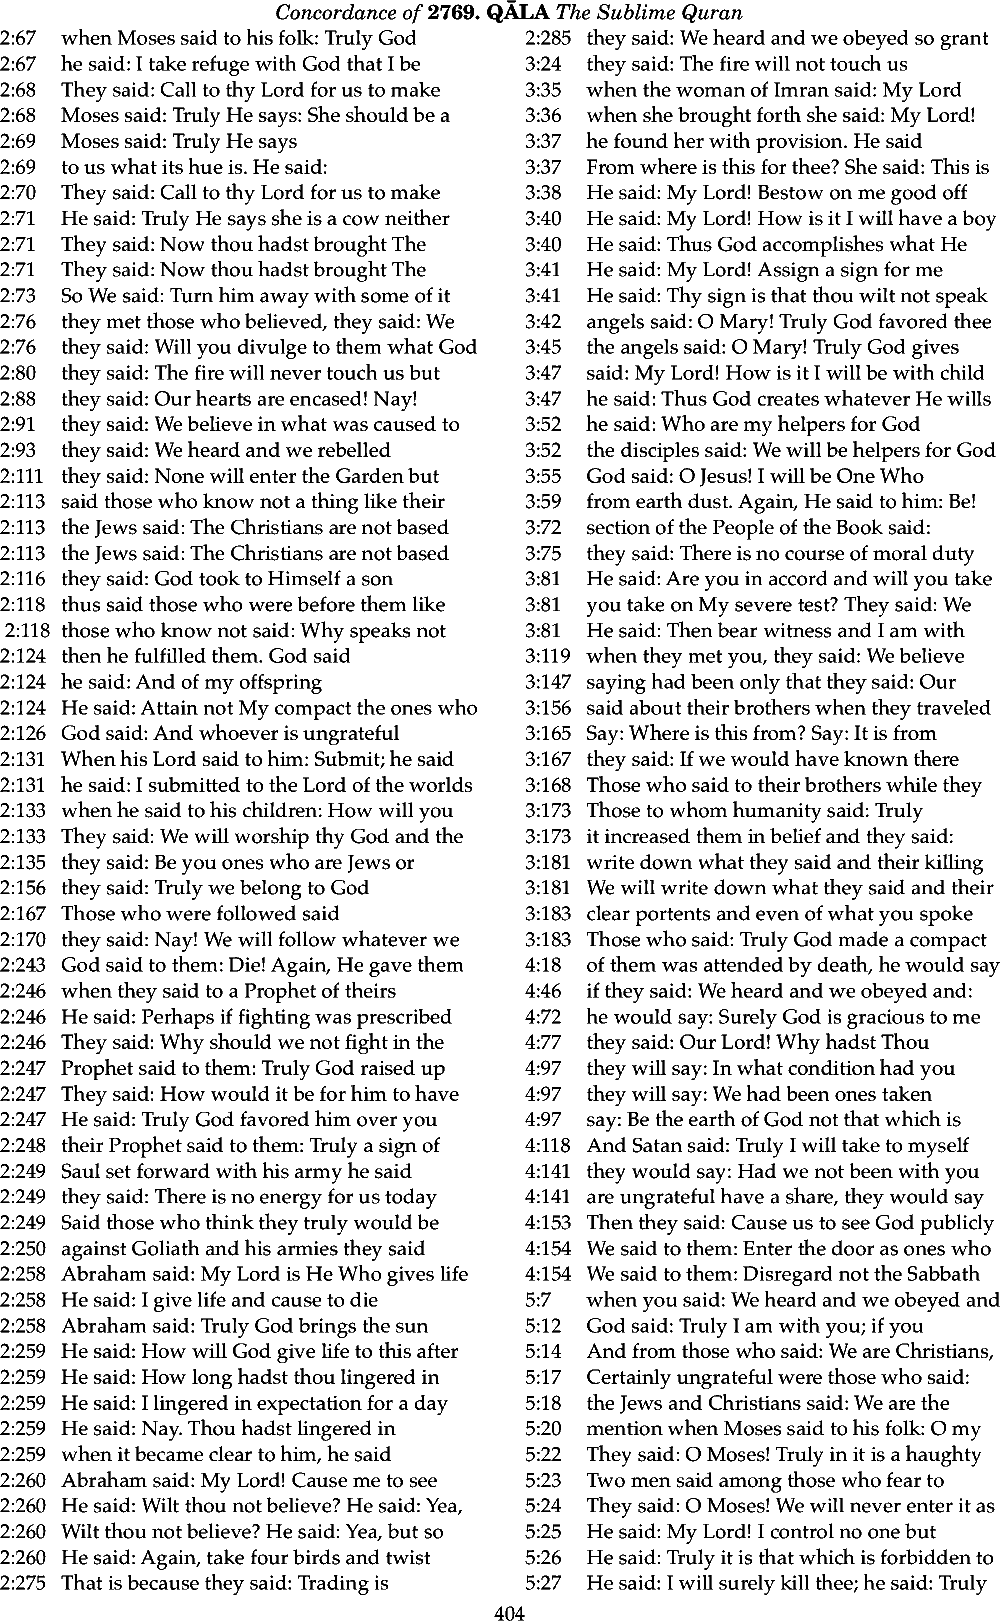 Concordance of 2769. QĀLA The Sublime Quran
2:67 when Moses said to his folk: Truly God
2:67 he said: I take refuge with God that I be
2:68 They said: Call to thy Lord for us to make
2:68 Moses said: Truly He says: She should be a
2:69 Moses said: Truly He says
2:69 to us what its hue is. He said:
2:70 They said: Call to thy Lord for us to make
2:71 He said: Truly He says she is a cow neither
2:71 They said: Now thou hadst brought The
2:71 They said: Now thou hadst brought The
2:73 So We said: Turn him away with some of it
2:76 they met those who believed, they said: We
2:76 they said: Will you divulge to them what God
2:80 they said: The fire will never touch us but
2:88 they said: Our hearts are encased! Nay!
2:91 they said: We believe in what was caused to
2:93 they said: We heard and we rebelled
2:111 they said: None will enter the Garden but
2:113 said those who know not a thing like their
2:113 the Jews said: The Christians are not based
2:113 the Jews said: The Christians are not based
2:116 they said: God took to Himself a son
2:118 thus said those who were before them like
2:118 those who know not said: Why speaks not
2:124 then he fulfilled them. God said
2:124 he said: And of my offspring
2:124 He said: Attain not My compact the ones who
2:126 God said: And whoever is ungrateful
2:131 When his Lord said to him: Submit; he said
2:131 he said: I submitted to the Lord of the worlds
2:133 when he said to his children: How will you
2:133 They said: We will worship thy God and the
2:135 they said: Be you ones who are Jews or
2:156 they said: Truly we belong to God
2:167 Those who were followed said
2:170 they said: Nay! We will follow whatever we
2:243 God said to them: Die! Again, He gave them
2:246 when they said to a Prophet of theirs
2:246 He said: Perhaps if fighting was prescribed
2:246 They said: Why should we not fight in the
2:247 Prophet said to them: Truly God raised up
2:247 They said: How would it be for him to have
2:247 He said: Truly God favored him over you
2:248 their Prophet said to them: Truly a sign of
2:249 Saul set forward with his army he said
2:249 they said: There is no energy for us today
2:249 Said those who think they truly would be
2:250 against Goliath and his armies they said
2:258 Abraham said: My Lord is He Who gives life
2:258 He said: I give life and cause to die
2:258 Abraham said: Truly God brings the sun
2:259 He said: How will God give life to this after
2:259 He said: How long hadst thou lingered in
2:259 He said: I lingered in expectation for a day
2:259 He said: Nay. Thou hadst lingered in
2:259 when it became clear to him, he said
2:260 Abraham said: My Lord! Cause me to see
2:260 He said: Wilt thou not believe? He said: Yea,
2:260 Wilt thou not believe? He said: Yea, but so
2:260 He said: Again, take four birds and twist
2:275 That is because they said: Trading is
2:285 they said: We heard and we obeyed so grant
3:24 they said: The fire will not touch us
3:35 when the woman of Imran said: My Lord
3:36 when she brought forth she said: My Lord!
3:37 he found her with provision. He said
3:37 From where is this for thee? She said: This is
3:38 He said: My Lord! Bestow on me good off
3:40 He said: My Lord! How is it I will have a boy
3:40 He said: Thus God accomplishes what He
3:41 He said: My Lord! Assign a sign for me
3:41 He said: Thy sign is that thou wilt not speak
3:42 angels said: O Mary! Truly God favored thee
3:45 the angels said: O Mary! Truly God gives
3:47 said: My Lord! How is it I will be with child
3:47 he said: Thus God creates whatever He wills
3:52 he said: Who are my helpers for God
3:52 the disciples said: We will be helpers for God
3:55 God said: O Jesus! I will be One Who
3:59 from earth dust. Again, He said to him: Be!
3:72 section of the People of the Book said:
3:75 they said: There is no course of moral duty
3:81 He said: Are you in accord and will you take
3:81 you take on My severe test? They said: We
3:81 He said: Then bear witness and I am with
3:119 when they met you, they said: We believe
3:147 saying had been only that they said: Our
3:156 said about their brothers when they traveled
3:165 Say: Where is this from? Say: It is from
3:167 they said: If we would have known there
3:168 Those who said to their brothers while they
3:173 Those to whom humanity said: Truly
3:173 it increased them in belief and they said:
3:181 write down what they said and their killing
3:181 We will write down what they said and their
3:183 clear portents and even of what you spoke
3:183 Those who said: Truly God made a compact
4:18 of them was attended by death, he would say
4:46 if they said: We heard and we obeyed and:
4:72 he would say: Surely God is gracious to me
4:77 they said: Our Lord! Why hadst Thou
4:97 they will say: In what condition had you
4:97 they will say: We had been ones taken
4:97 say: Be the earth of God not that which is
4:118 And Satan said: Truly I will take to myself
4:141 they would say: Had we not been with you
4:141 are ungrateful have a share, they would say
4:153 Then they said: Cause us to see God publicly
4:154 We said to them: Enter the door as ones who
4:154 We said to them: Disregard not the Sabbath
5:7 when you said: We heard and we obeyed and
5:12 God said: Truly I am with you; if you
5:14 And from those who said: We are Christians,
5:17 Certainly ungrateful were those who said:
5:18 the Jews and Christians said: We are the
5:20 mention when Moses said to his folk: O my
5:22 They said: O Moses! Truly in it is a haughty
5:23 Two men said among those who fear to
5:24 They said: O Moses! We will never enter it as
5:25 He said: My Lord! I control no one but
5:26 He said: Truly it is that which is forbidden to
5:27 He said: I will surely kill thee; he said: Truly
404